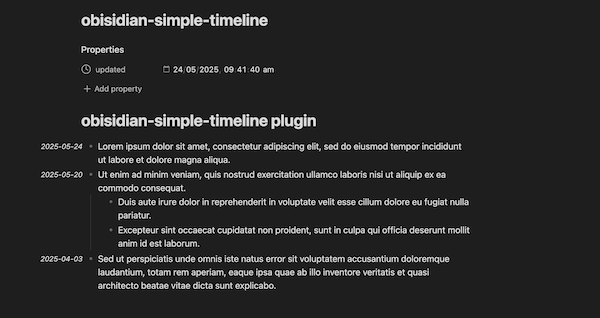 obisidian-simple-timeline
Properties
updated 24/05/2025, 09:41:40 am
+ Add property
obisidian-simple-timeline plugin
2025-05-24 • Lorem ipsum dolor sit amet, consectetur adipiscing elit, sed do eiusmod tempor incididunt
ut labore et dolore magna aliqua.
2025-05-20 • Ut enim ad minim veniam, quis nostrud exercitation ullamco laboris nisi ut aliquip ex ea
commodo consequat.
• Duis aute irure dolor in reprehenderit in voluptate velit esse cillum dolore eu fugiat nulla
pariatur.
• Excepteur sint occaecat cupidatat non proident, sunt in culpa qui officia deserunt mollit
anim id est laborum.
2025-04-03 • Sed ut perspiciatis unde omnis iste natus error sit voluptatem accusantium doloremque
laudantium, totam rem aperiam, eaque ipsa quae ab illo inventore veritatis et quasi
architecto beatae vitae dicta sunt explicabo.